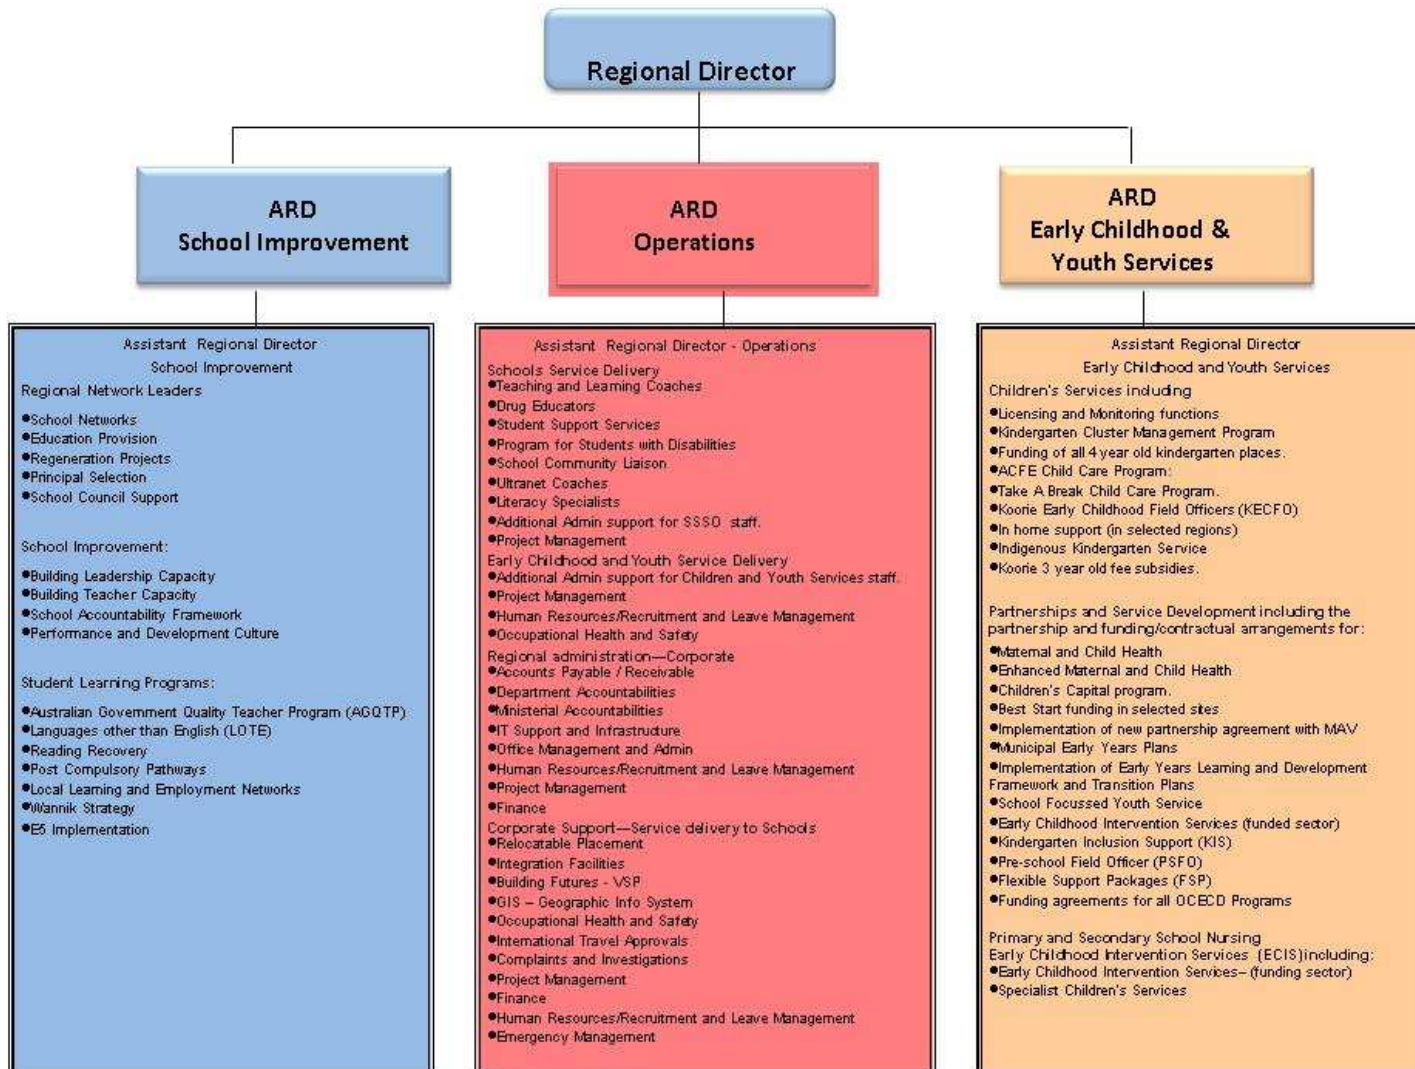 Regional Director
ARD
School Improvement
ARD
Operations
ARD
Early Childhood &
Youth Services
Assistant Regional Director
School Improvement
Regional Network Leaders
•School Networks
•Education Provision
•Regeneration Projects
•Principal Selection
•School Council Support
School Improvement:
•Building Leadership Capacity
•Building Teacher Capacity
•School Accountability Framework
•Performance and Development Culture
Student Learning Programs:
•Australian Government Quality Teacher Program (AGQTP)
•Languages other than English (LOTE)
•Reading Recovery
•Post Compulsory Pathways
•Local Learning and Employment Networks
•Wannik Strategy
•E5 Implementation
Assistant Regional Director - Operations
Schools Service Delivery
•Teaching and Learning Coaches
•Drug Educators
•Student Support Services
•Program for Students with Disabilities
•School Community Liaison
•Ultranet Coaches
•Literacy Specialists
•Additional Admin support for SSSO staff.
•Project Management
Early Childhood and Youth Service Delivery
•Additional Admin support for Children and Youth Services staff.
•Project Management
•Human Resources/Recruitment and Leave Management
•Occupational Health and Safety
Regional administration—Corporate
•Accounts Payable / Receivable
•Department Accountabilities
•Ministerial Accountabilities
•IT Support and Infrastructure
•Office Management and Admin
•Human Resources/Recruitment and Leave Management
•Project Management
•Finance
Corporate Support—Service delivery to Schools
•Relocatable Placement
•Integration Facilities
•Building Futures - VSP
•GIS – Geographic Info System
•Occupational Health and Safety
•International Travel Approvals
•Complaints and Investigations
•Project Management
•Finance
•Human Resources/Recruitment and Leave Management
•Emergency Management
Assistant Regional Director
Early Childhood and Youth Services
Children's Services including
•Licensing and Monitoring functions
•Kindergarten Cluster Management Program
•Funding of all 4 year old kindergarten places.
•ACFE Child Care Program:
•Take A Break Child Care Program.
•Koorie Early Childhood Field Officers (KECFO)
•In home support (in selected regions)
•Indigenous Kindergarten Service
•Koorie 3 year old fee subsidies.
Partnerships and Service Development including the
partnership and funding/contractual arrangements for:
•Maternal and Child Health
•Enhanced Maternal and Child Health
•Children's Capital program.
•Best Start funding in selected sites
•Implementation of new partnership agreement with MAV
•Municipal Early Years Plans
•Implementation of Early Years Learning and Development
Framework and Transition Plans
•School Focussed Youth Service
•Early Childhood Intervention Services (funded sector)
•Kindergarten Inclusion Support (KIS)
•Pre-school Field Officer (PSFO)
•Flexible Support Packages (FSP)
•Funding agreements for all OCECD Programs
Primary and Secondary School Nursing
Early Childhood Intervention Services (ECIS)including:
•Early Childhood Intervention Services– (funding sector)
•Specialist Children's Services